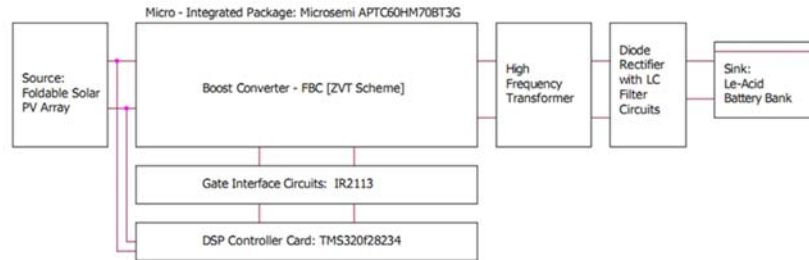 Micro - Integrated Package: Microsemi APTC60HM70BT3G
Source:
Foldable Solar
PV Array
Boost Converter - FBC [ZVT Scheme]
High
Frequency
Transformer
Diode
Rectifier
with LC
Filter
Circuits
Sink:
Le-Acid
Battery Bank
Gate Interface Circuits: IR2113
DSP Controller Card: TMS320f28234